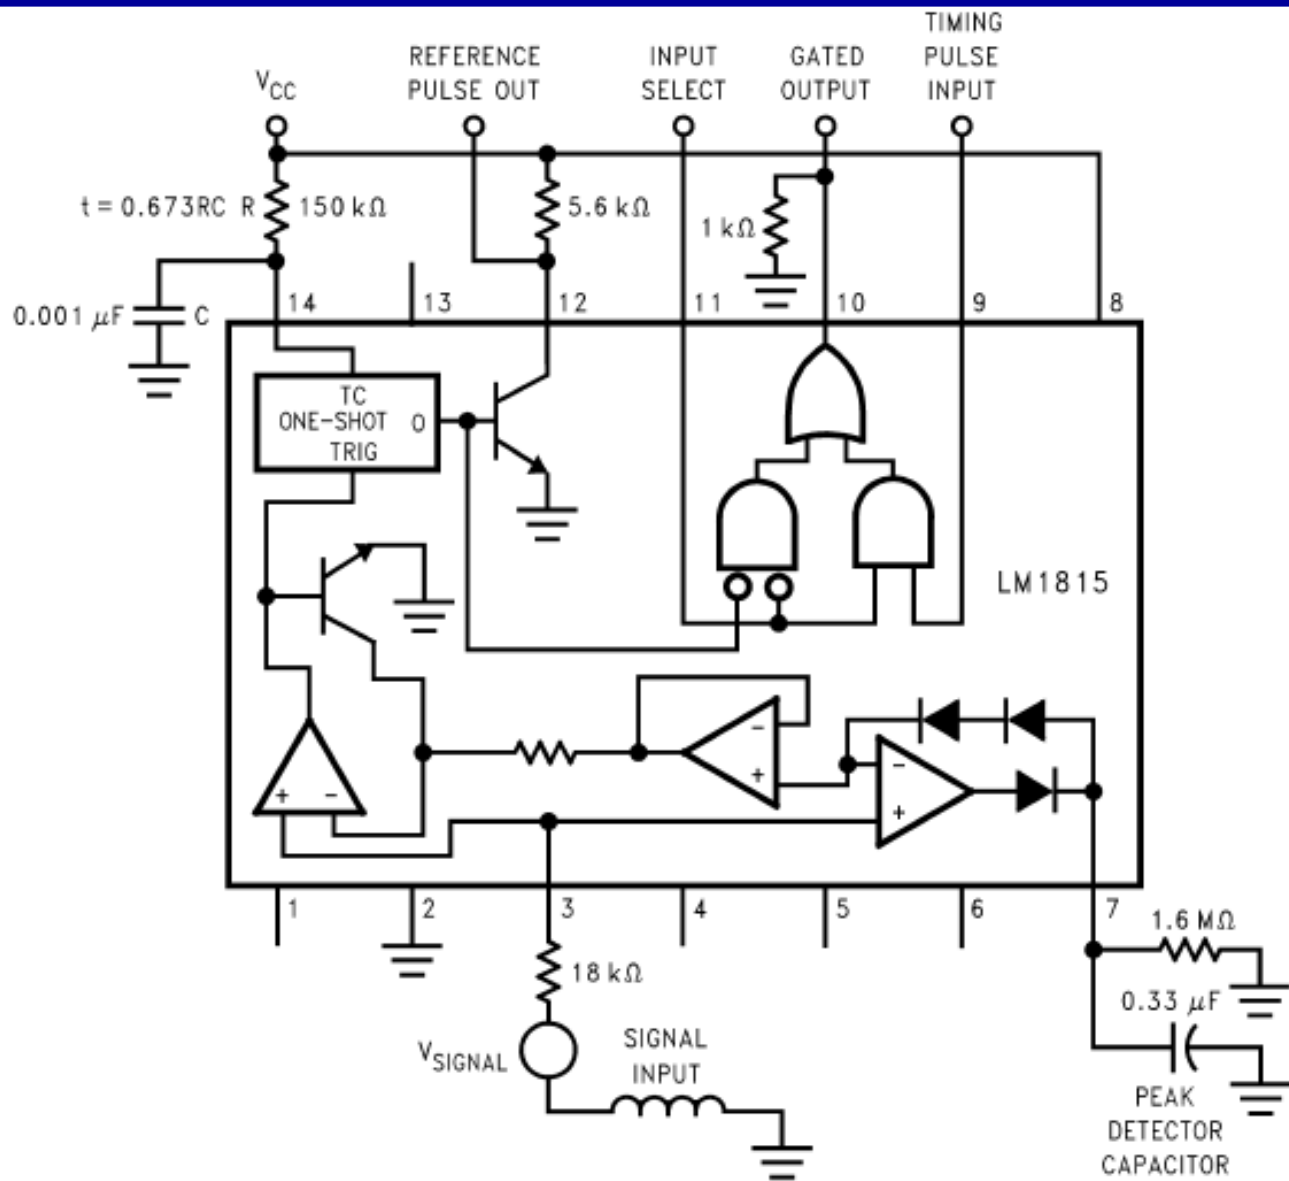 TIMING
PULSE
INPUT
REFERENCE
PULSE OUT
INPUT
SELECT
GATED
OUTPUT
VCC
t = 0.673RC R
150 kΩ
5.6 kΩ
1 kΩ
0.001 μF
C
14
13
12
11
10
9
8
TC
ONE-SHOT
O
TRIG
LM1815
-
+
-
+
+ -
1
2
3
4
5
6
7
18 kΩ
1.6 MΩ
0.33 μF
VSIGNAL
SIGNAL
INPUT
PEAK
DETECTOR
CAPACITOR